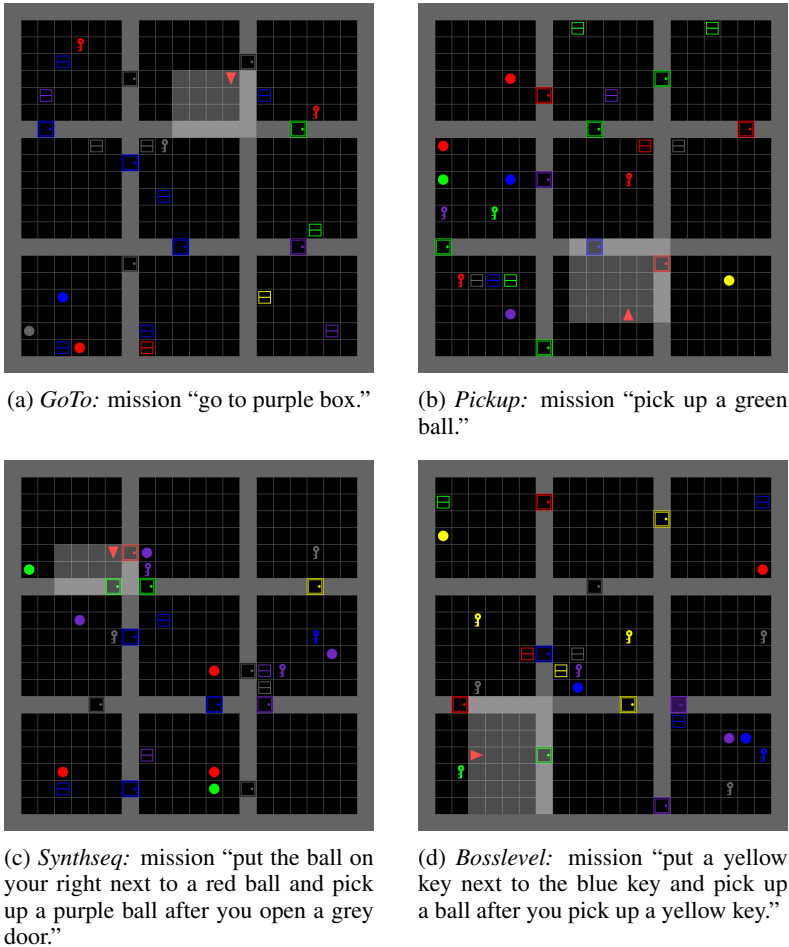 (a) GoTo: mission “go to purple box.”
(b) Pickup: mission “pick up a green
ball.”
(c) Synthseq: mission “put the ball on
your right next to a red ball and pick
up a purple ball after you open a grey
door.”
(d) Bosslevel: mission “put a yellow
key next to the blue key and pick up
a ball after you pick up a yellow key.”